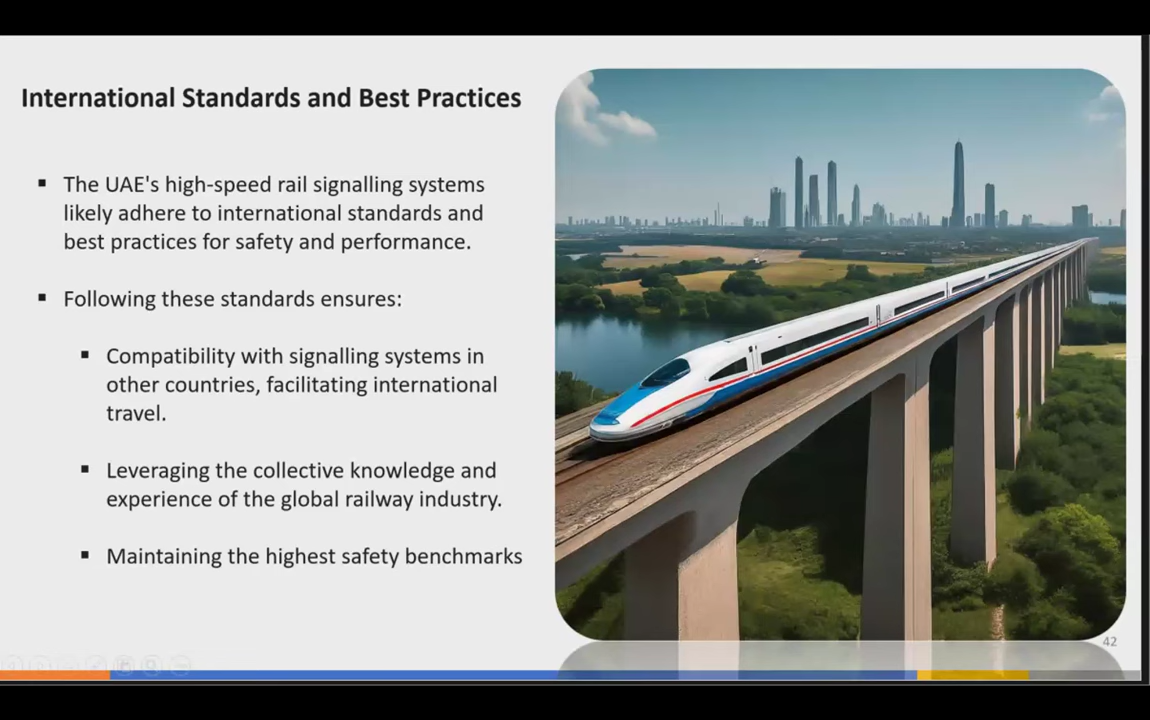 International Standards and Best Practices
▪ The UAE's high-speed rail signalling systems
likely adhere to international standards and
best practices for safety and performance.
▪ Following these standards ensures:
▪ Compatibility with signalling systems in
other countries, facilitating international
travel.
▪ Leveraging the collective knowledge and
experience of the global railway industry.
▪ Maintaining the highest safety benchmarks
42